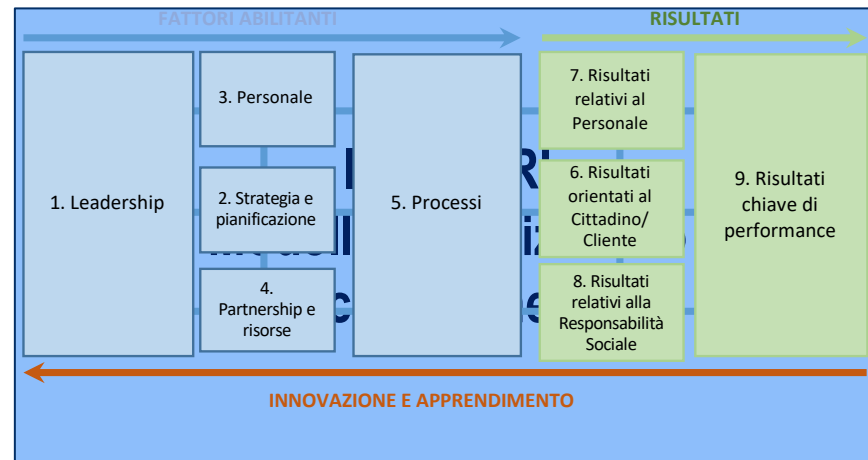 FATTORI ABILITANTI
RISULTATI
1. Leadership
3. Personale
2. Strategia e
pianificazione
4.
Partnership e
risorse
5. Processi
7. Risultati
relativi al
Personale
6. Risultati
orientati al
Cittadino/
Cliente
8. Risultati
relativi alla
Responsabilità
Sociale
9. Risultati
chiave di
performance
INNOVAZIONE E APPRENDIMENTO